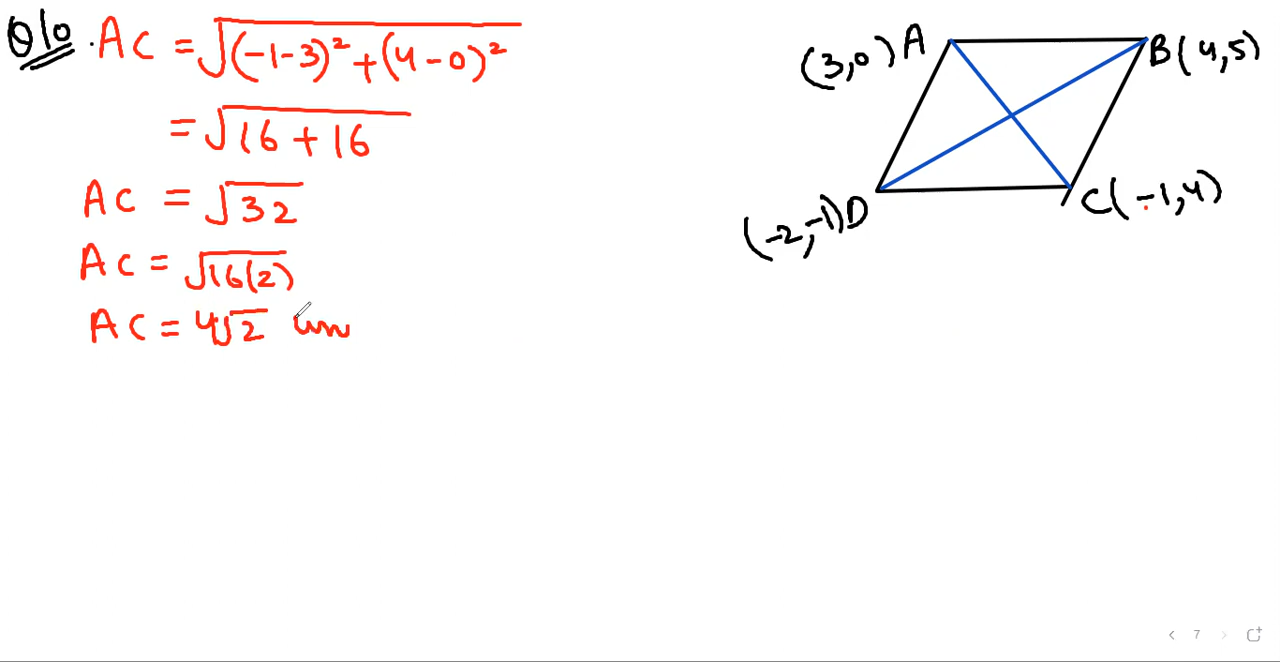 Q10 . AC = √(-1-3)² + (4-0)²
= √16 + 16
AC = √32
AC = √16(2)
AC = 4√2
(3,0) A
B(4,5)
(-2,-1) D
C(-1,4)
7